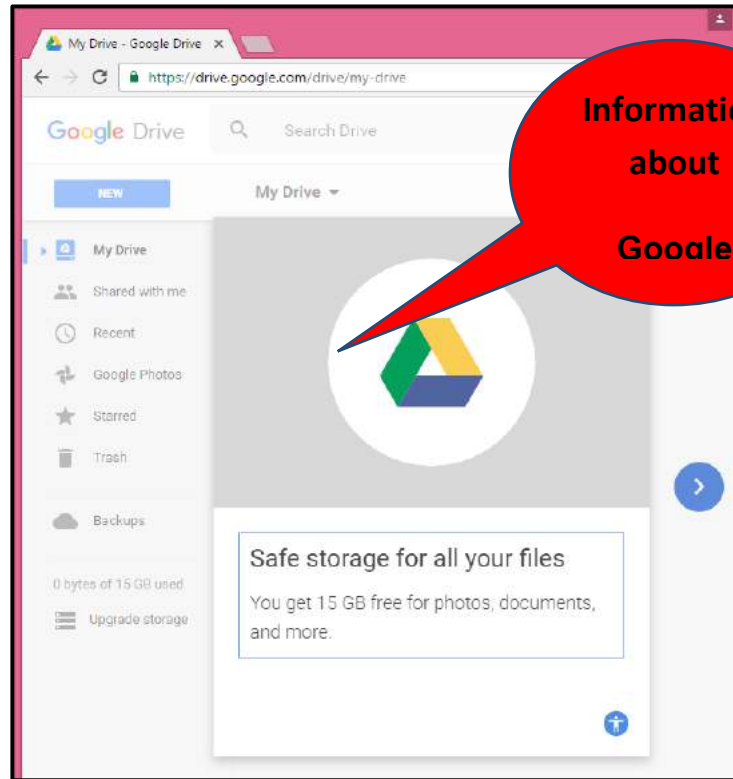 My Drive - Google Drive
https://drive.google.com/drive/my-drive
Google Drive
Search Drive
NEW
My Drive
My Drive
Shared with me
Recent
Google Photos
Starred
Trash
Backups
0 bytes of 15 GB used
Upgrade storage
about
Google
Safe storage for all your files
You get 15 GB free for photos, documents,
and more.